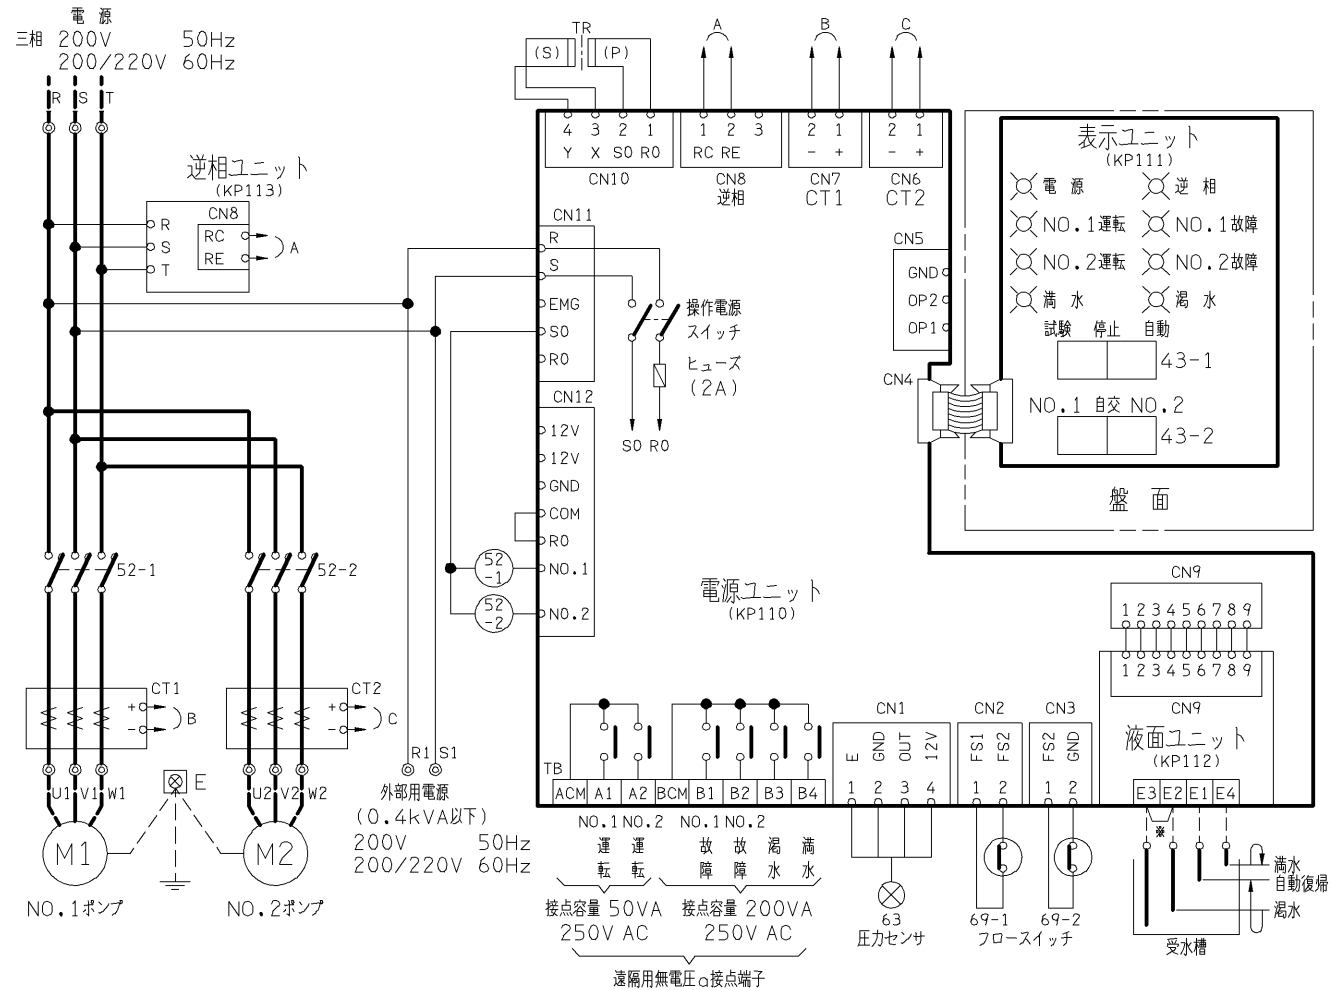 電 源
三相 200V 50Hz
200/220V 60Hz
R S T
逆相ユニット
(KP113)
CN8
R RC
S RE
T
A
52-1
52-2
CT1
+
-
B
CT2
+
-
C
U1 V1 W1
E
U2 V2 W2
M1
M2
NO.1ポンプ
NO.2ポンプ
R1 S1
外部用電源
(0.4kVA以下)
200V 50Hz
200/220V 60Hz
TR
(S) (P)
A B C
4 3 2 1
Y X S0 R0
CN10
1 2 3
RC RE
CN8
逆相
2 1
- +
CN7
CT1
2 1
- +
CN6
CT2
CN11
R
S
EMG
S0
R0
操作電源
スイッチ
ヒューズ
(2A)
S0 R0
CN12
12V
12V
GND
COM
R0
NO.1
NO.2
52
-1
52
-2
CN5
GND
OP2
OP1
CN4
表示ユニット
(KP111)
電 源 逆 相
NO.1運転 NO.1故障
NO.2運転 NO.2故障
満 水 渇 水
試験 停止 自動
43-1
NO.1 自交 NO.2
43-2
盤 面
電源ユニット
(KP110)
TB
ACM A1 A2 BCM B1 B2 B3 B4
NO.1 NO.2 NO.1 NO.2
運転 運転 故障 故障 渇水 満水
接点容量 50VA
250V AC
接点容量 200VA
250V AC
遠隔用無電圧a接点端子
CN1
E GND OUT 12V
1 2 3 4
63
圧力センサ
CN2
FS1 FS2
1 2
CN3
FS2 GND
1 2
69-1 69-2
フロースイッチ
CN9
1 2 3 4 5 6 7 8 9
1 2 3 4 5 6 7 8 9
CN9
液面ユニット
(KP112)
E3 E2 E1 E4
※
満水
自動復帰
渇水
受水槽